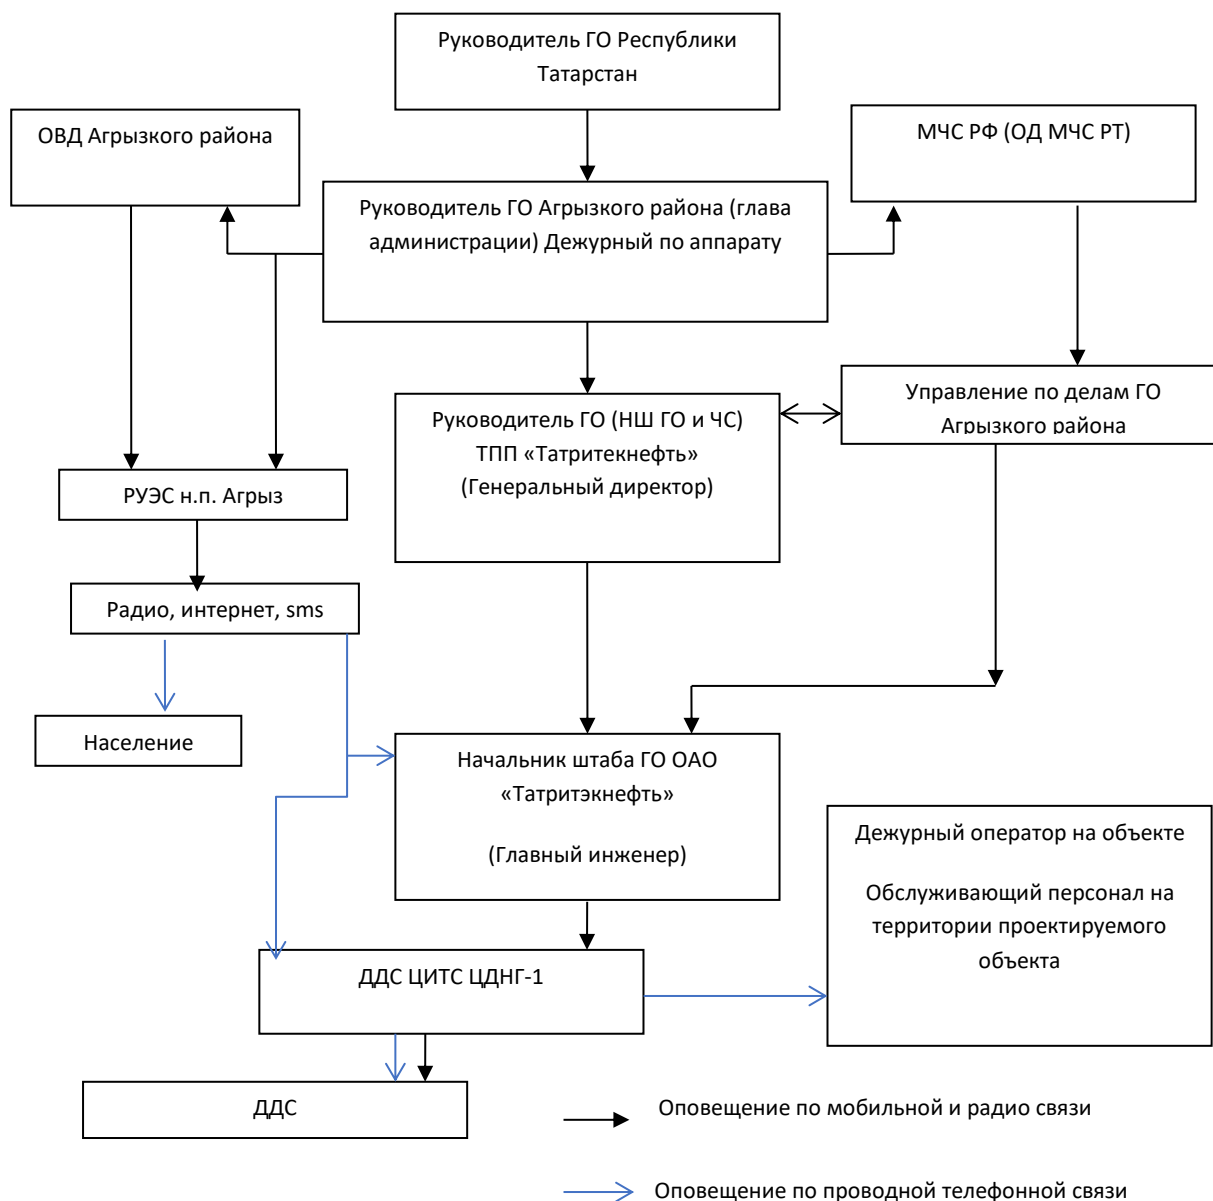 Руководитель ГО Республики
Татарстан
ОВД Агрызкого района
МЧС РФ (ОД МЧС РТ)
Руководитель ГО Агрызкого района (глава
администрации) Дежурный по аппарату
Руководитель ГО (НШ ГО и ЧС)
ТПП «Татритекнефть»
(Генеральный директор)
Управление по делам ГО
Агрызкого района
РУЭС н.п. Агрыз
Радио, интернет, sms
Население
Начальник штаба ГО ОАО
«Татритэкнефть»
(Главный инженер)
Дежурный оператор на объекте
Обслуживающий персонал на
территории проектируемого
объекта
ДДС ЦИТС ЦДНГ-1
ДДС
Оповещение по мобильной и радио связи
Оповещение по проводной телефонной связи